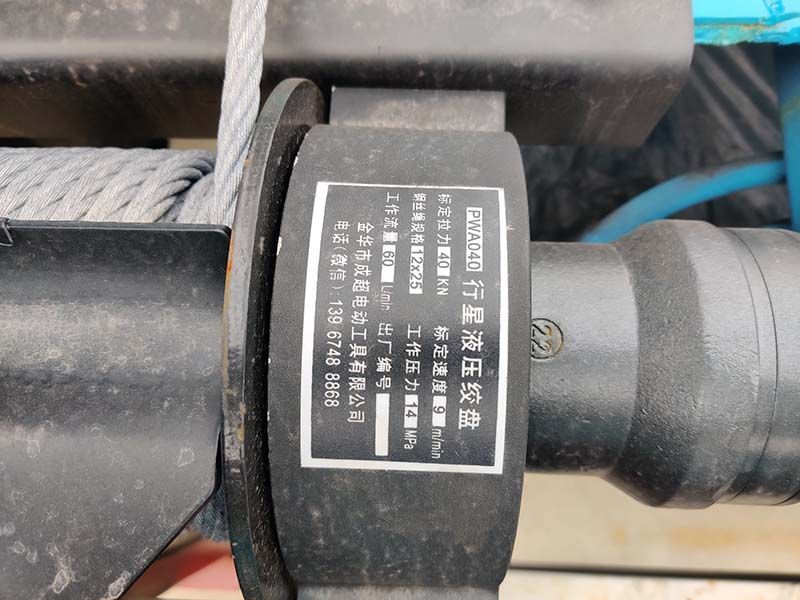 PWA040 行星液压绞盘
标定拉力 40 KN 标定速度 9 m/min
钢丝绳规格 12x25 工作压力 14 MPa
工作流量 60 L/min 出厂编号
金华市成超电动工具有限公司
电话(微信): 139 6748 8868
22